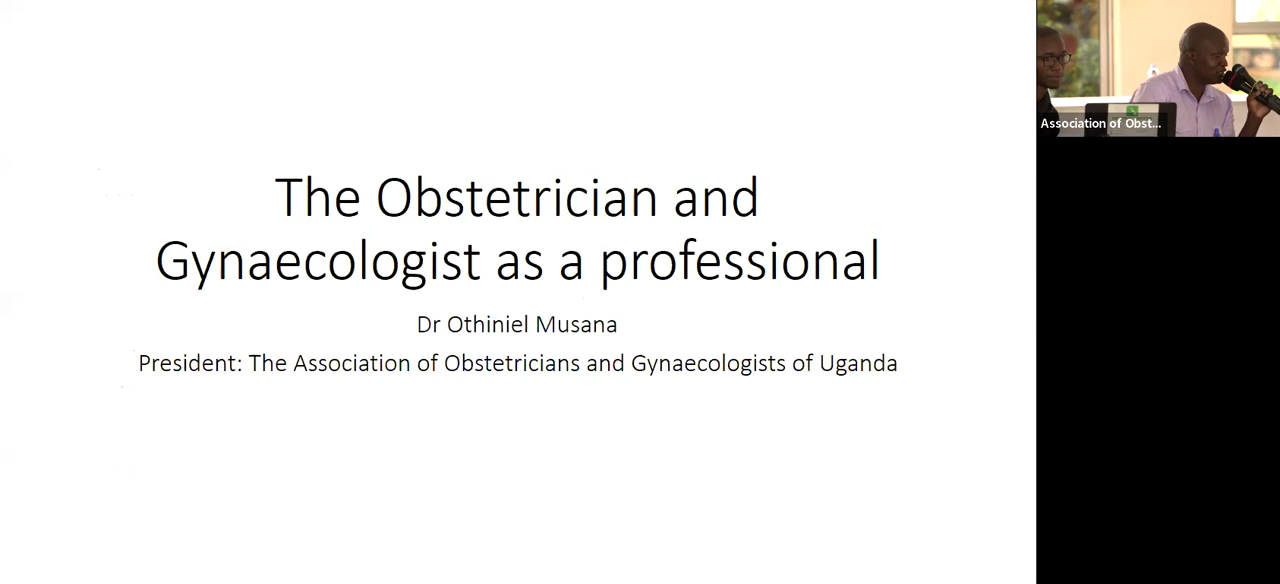 The Obstetrician and
Gynaecologist as a professional
Dr Othiniel Musana
President: The Association of Obstetricians and Gynaecologists of Uganda
Association of Obst...